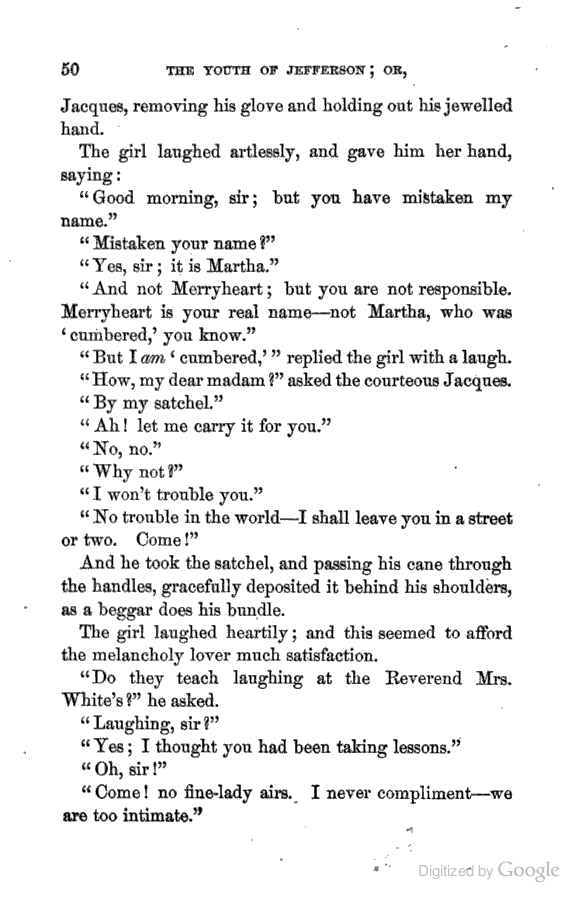 50 THE YOUTH OF JEFFERSON; OR,
Jacques, removing his glove and holding out his jewelled
hand.
The girl laughed artlessly, and gave him her hand,
saying:
"Good morning, sir; but you have mistaken my
name."
"Mistaken your name?"
"Yes, sir; it is Martha."
"And not Merryheart; but you are not responsible.
Merryheart is your real name—not Martha, who was
'cumbered,' you know."
"But I am 'cumbered,'" replied the girl with a laugh.
"How, my dear madam?" asked the courteous Jacques.
"By my satchel."
"Ah! let me carry it for you."
"No, no."
"Why not?"
"I won't trouble you."
"No trouble in the world—I shall leave you in a street
or two. Come!"
And he took the satchel, and passing his cane through
the handles, gracefully deposited it behind his shoulders,
as a beggar does his bundle.
The girl laughed heartily; and this seemed to afford
the melancholy lover much satisfaction.
"Do they teach laughing at the Reverend Mrs.
White's?" he asked.
"Laughing, sir?"
"Yes; I thought you had been taking lessons."
"Oh, sir!"
"Come! no fine-lady airs. I never compliment—we
are too intimate."
Digitized by Google